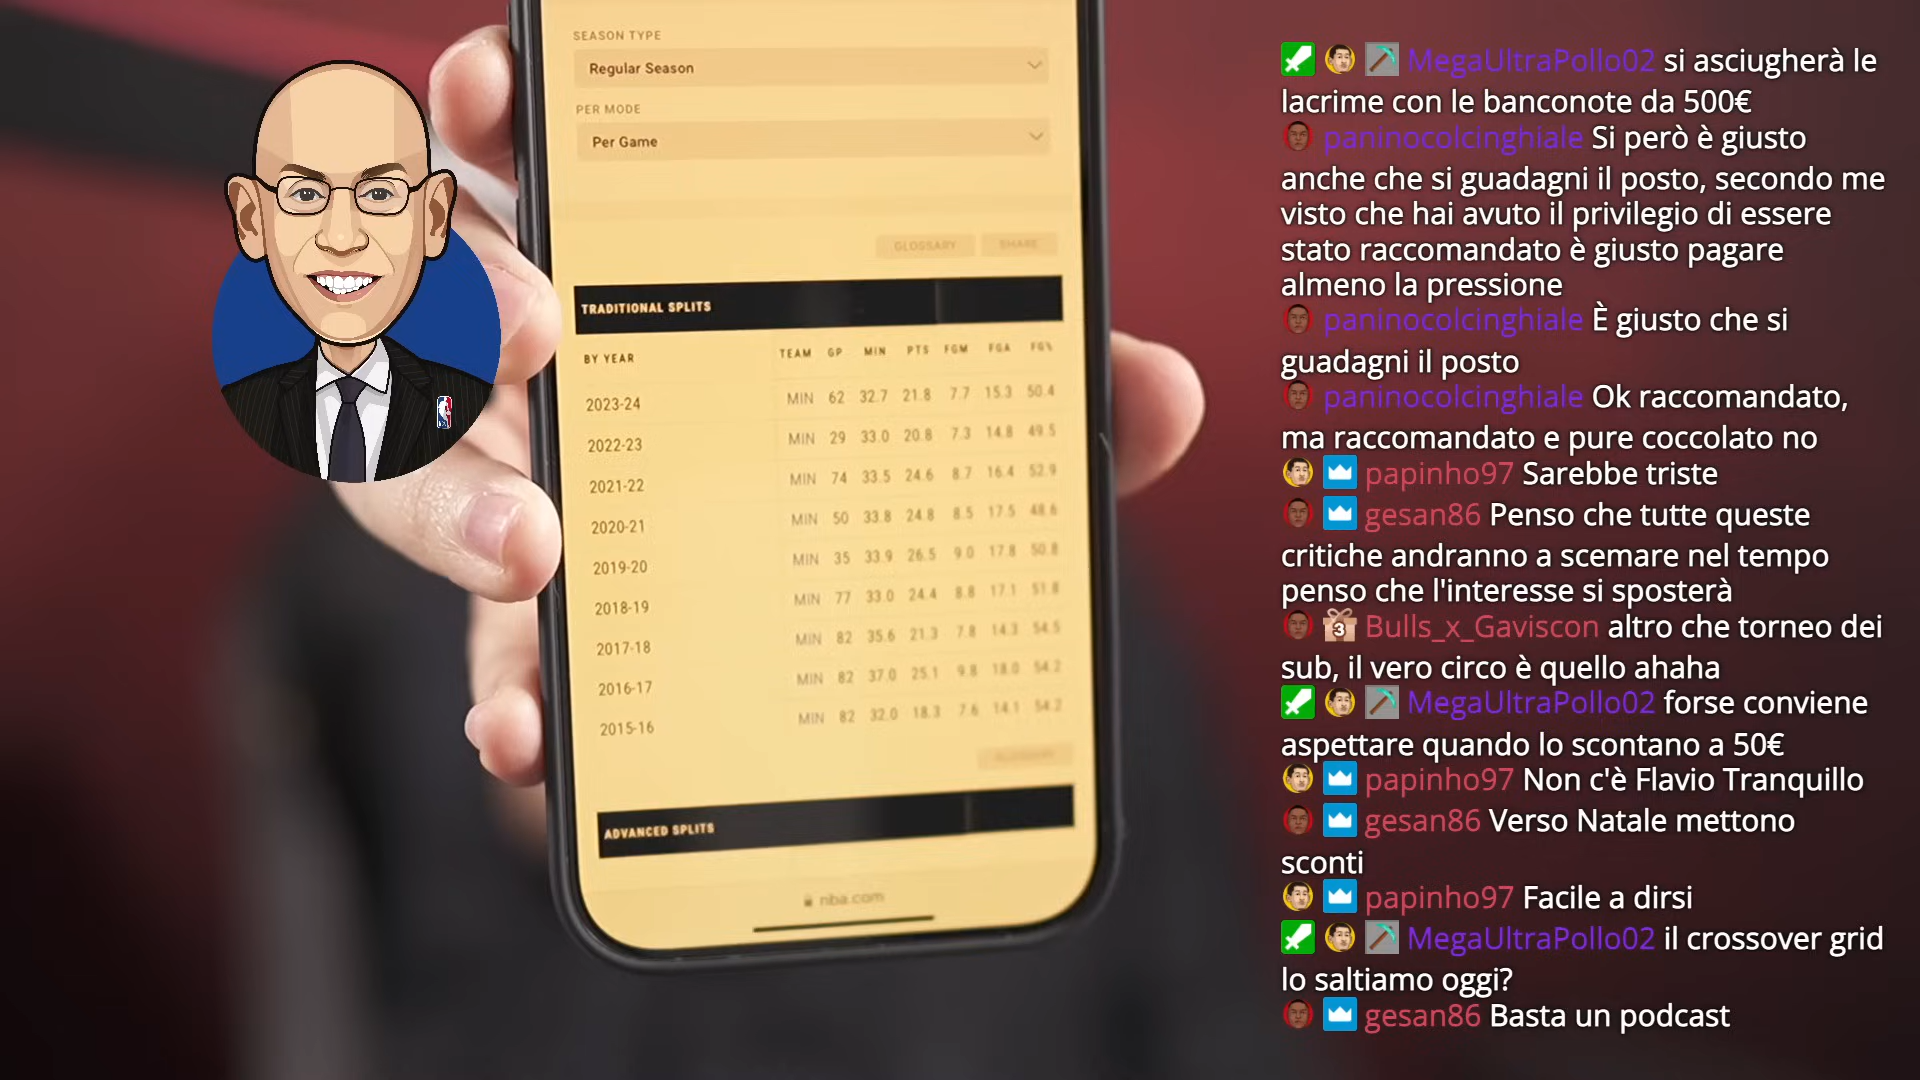 SEASON TYPE
Regular Season
PER MODE
Per Game
GLOSSARY SHARE
TRADITIONAL SPLITS
BY YEAR TEAM GP MIN PTS FGM FGA FG%
2023-24 MIN 62 32.7 21.8 7.7 15.3 50.4
2022-23 MIN 29 33.0 20.8 7.3 14.8 49.5
2021-22 MIN 74 33.5 24.6 8.7 16.4 52.9
2020-21 MIN 50 33.8 24.8 8.5 17.5 48.6
2019-20 MIN 35 33.9 26.5 9.0 17.8 50.8
2018-19 MIN 77 33.0 24.4 8.8 17.1 51.8
2017-18 MIN 82 35.6 21.3 7.8 14.3 54.5
2016-17 MIN 82 37.0 25.1 9.8 18.0 54.2
2015-16 MIN 82 32.0 18.3 7.6 14.1 54.2
GLOSSARY
ADVANCED SPLITS
nba.com
MegaUltraPollo02 si asciugherà le
lacrime con le banconote da 500€
paninocolcinghiale Si però è giusto
anche che si guadagni il posto, secondo me
visto che hai avuto il privilegio di essere
stato raccomandato è giusto pagare
almeno la pressione
paninocolcinghiale È giusto che si
guadagni il posto
paninocolcinghiale Ok raccomandato,
ma raccomandato e pure coccolato no
papinho97 Sarebbe triste
gesan86 Penso che tutte queste
critiche andranno a scemare nel tempo
penso che l'interesse si sposterà
3 Bulls_x_Gaviscon altro che torneo dei
sub, il vero circo è quello ahaha
MegaUltraPollo02 forse conviene
aspettare quando lo scontano a 50€
papinho97 Non c'è Flavio Tranquillo
gesan86 Verso Natale mettono
sconti
papinho97 Facile a dirsi
MegaUltraPollo02 il crossover grid
lo saltiamo oggi?
gesan86 Basta un podcast